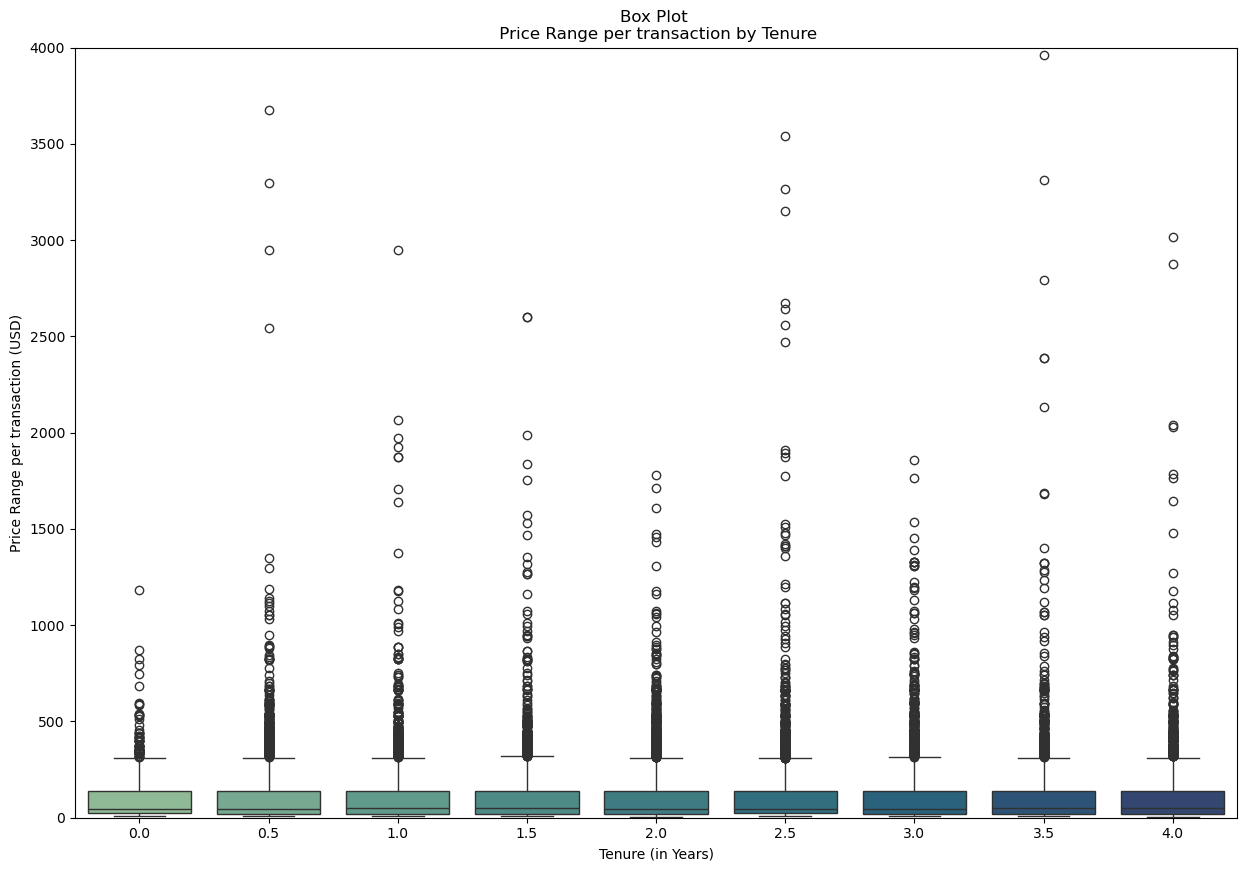 Box Plot
Price Range per transaction by Tenure
Price Range per transaction (USD)
4000
3500
3000
2500
2000
1500
1000
500
0
0.0 0.5 1.0 1.5 2.0 2.5 3.0 3.5 4.0
Tenure (in Years)